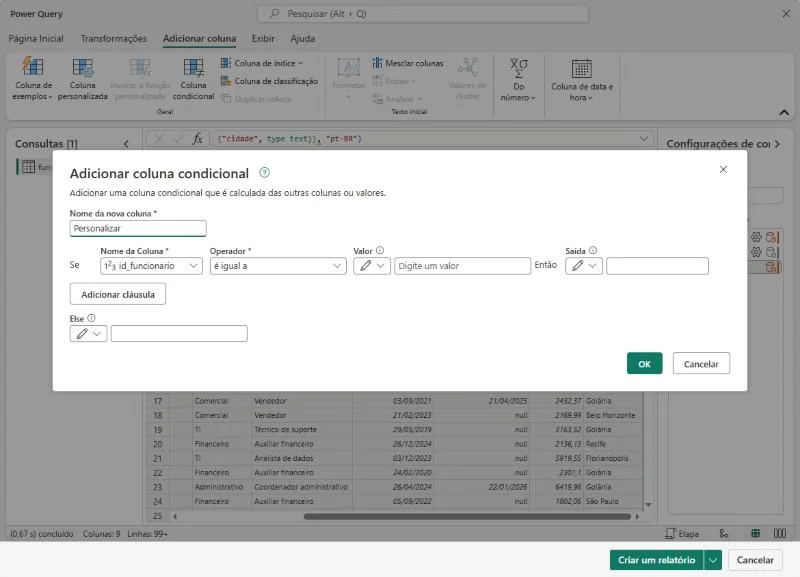 Power Query
Pesquisar (Alt + Q)
Página Inicial Transformações Adicionar coluna Exibir Ajuda
Coluna de exemplos
Coluna personalizada
Invocar a função personalizada
Coluna condicional
Coluna de índice
Coluna de classificação
Duplicar coluna
Geral
Formatar
Mesclar colunas
Extrair
Analisar
Valores de cluster
Texto inicial
Do número
Coluna de data e hora
Consultas [1]
fx {"cidade", type text}}, "pt-BR")
Configurações de
Adicionar coluna condicional
Adicionar uma coluna condicional que é calculada das outras colunas ou valores.
Nome da nova coluna *
Personalizar
Nome da Coluna * Operador * Valor Saída
Se 123 id_funcionario é igual a Digite um valor Então
Adicionar cláusula
Else
OK Cancelar
17 Comercial Vendedor 03/09/2021 21/04/2025 2432,37 Goiânia
18 Comercial Vendedor 21/02/2023 null 2169,99 Belo Horizonte
19 TI Técnico de suporte 29/05/2019 null 3163,52 Goiânia
20 Financeiro Auxiliar financeiro 26/12/2024 null 2136,13 Recife
21 TI Analista de dados 03/12/2023 null 5919,55 Florianópolis
22 Financeiro Auxiliar financeiro 24/02/2020 null 2301,1 Goiânia
23 Administrativo Coordenador administrativo 26/04/2024 22/01/2026 6419,96 Goiânia
24 Financeiro Auxiliar financeiro 05/09/2022 null 1802,06 São Paulo
25
(0,67 s) concluído Colunas: 9 Linhas: 99+ Etapa
Criar um relatório Cancelar